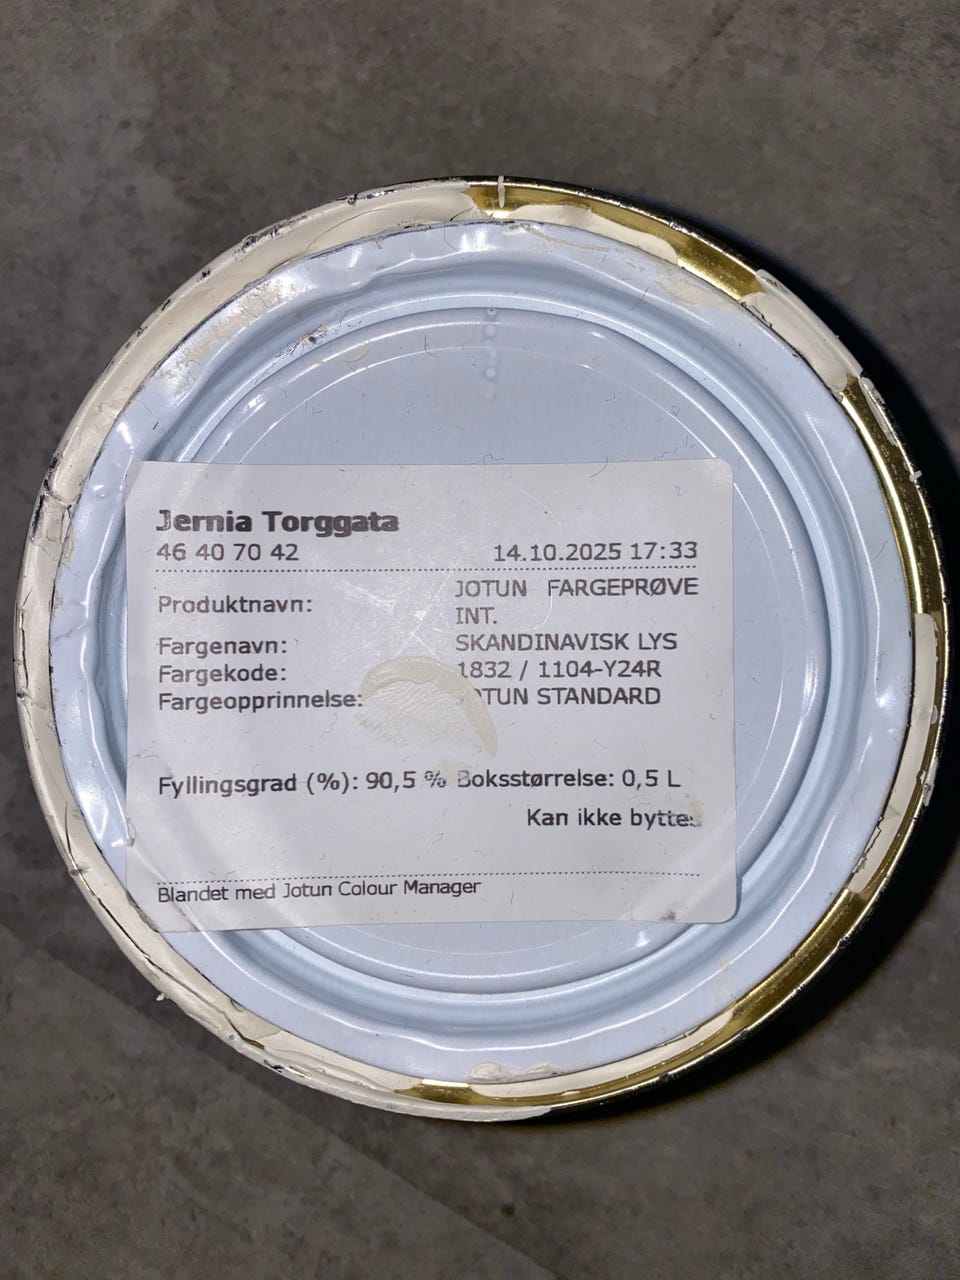 Jernia Torggata
46 40 70 42 14.10.2025 17:33
Produktnavn: JOTUN FARGEPRØVE
INT.
Fargenavn: SKANDINAVISK LYS
Fargekode: 1832 / 1104-Y24R
Fargeopprinnelse: JOTUN STANDARD
Fyllingsgrad (%): 90,5 % Boksstørrelse: 0,5 L
Kan ikke byttes
Blandet med Jotun Colour Manager